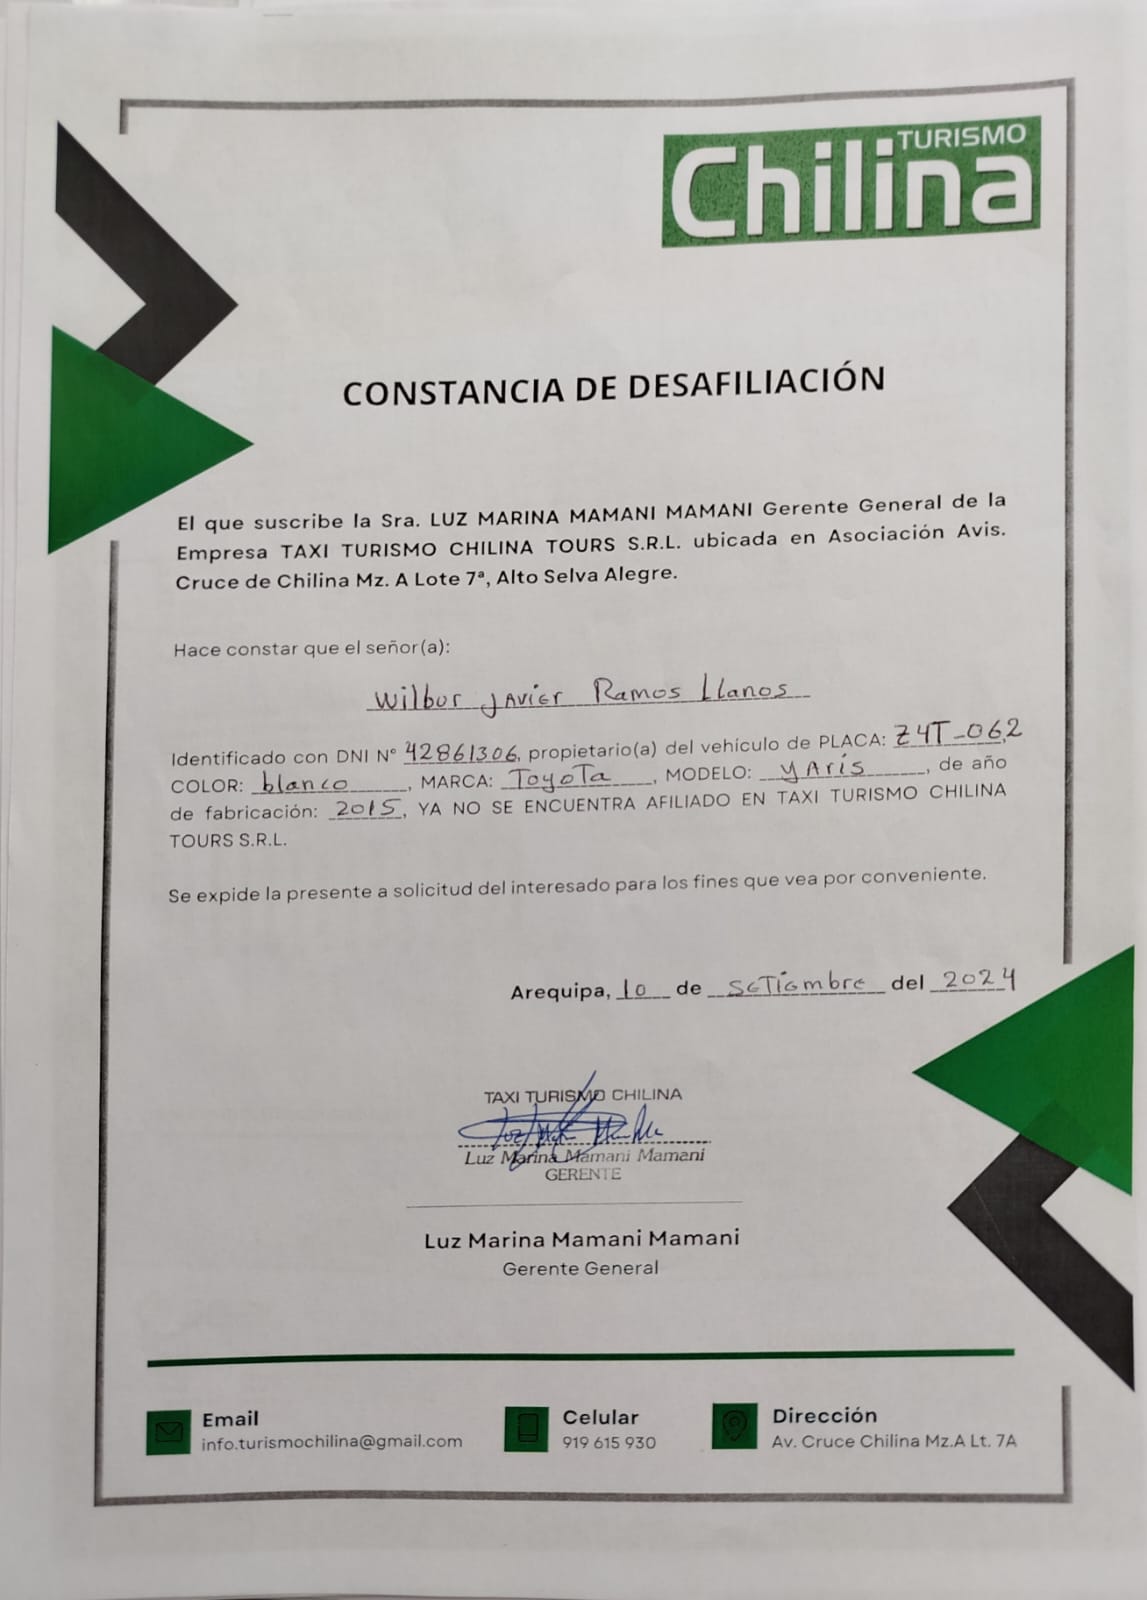 TURISMO
Chilina
CONSTANCIA DE DESAFILIACIÓN
El que suscribe la Sra. LUZ MARINA MAMANI MAMANI Gerente General de la
Empresa TAXI TURISMO CHILINA TOURS S.R.L. ubicada en Asociación Avis.
Cruce de Chilina Mz. A Lote 7ª, Alto Selva Alegre.
Hace constar que el señor(a):
Wilbur Javier Ramos Llanos
Identificado con DNI N° 42861306, propietario(a) del vehículo de PLACA: Z4T-062
COLOR: blanco, MARCA: Toyota, MODELO: yaris, de año
de fabricación: 2015, YA NO SE ENCUENTRA AFILIADO EN TAXI TURISMO CHILINA
TOURS S.R.L.
Se expide la presente a solicitud del interesado para los fines que vea por conveniente.
Arequipa, 10 de setiembre del 2024
TAXI TURISMO CHILINA
Luz Marina Mamani Mamani
GERENTE
Luz Marina Mamani Mamani
Gerente General
Email
info.turismochilina@gmail.com
Celular
919 615 930
Dirección
Av. Cruce Chilina Mz.A Lt. 7A